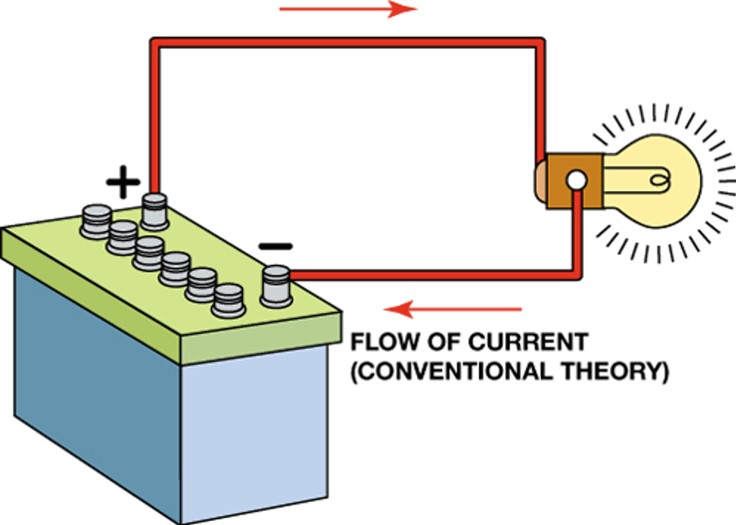 +
−
FLOW OF CURRENT
(CONVENTIONAL THEORY)